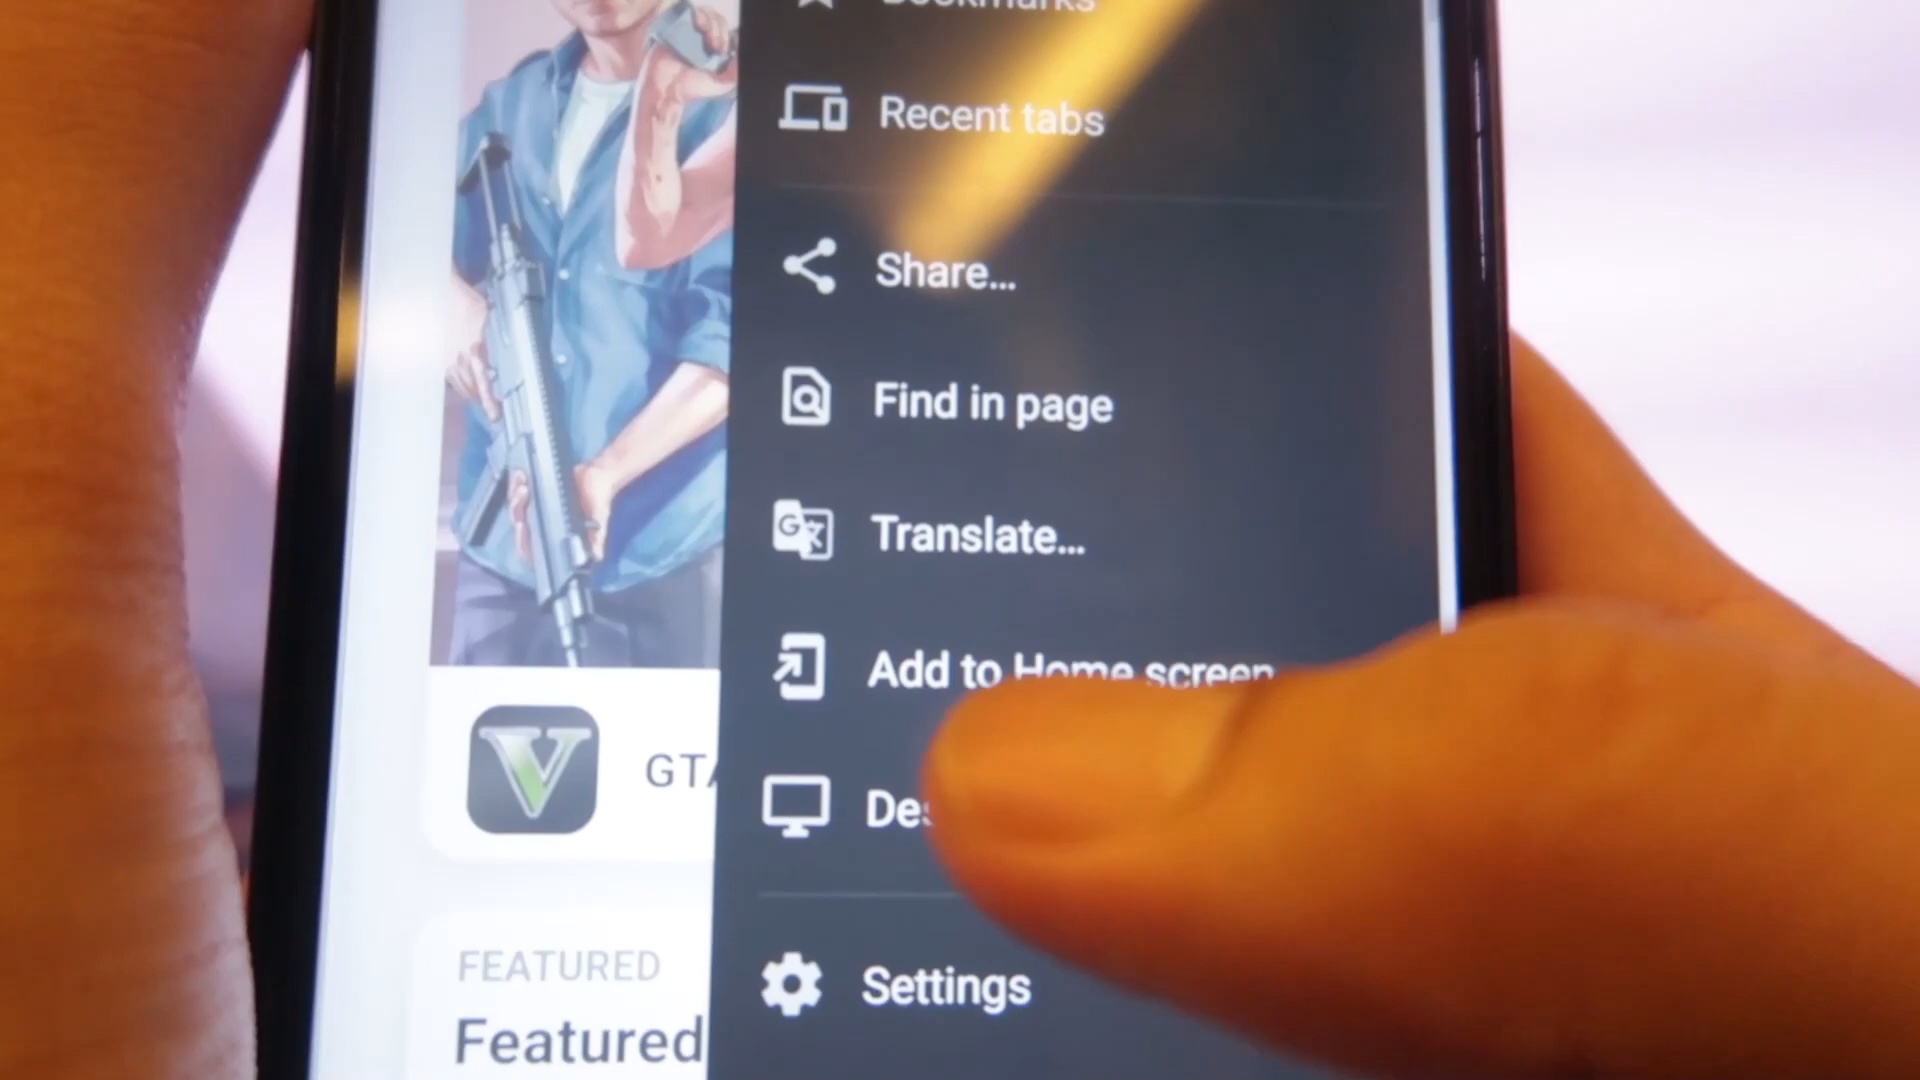 Bookmarks
Recent tabs
Share...
Find in page
Translate...
Add to Home screen
Des
Settings
V
GTA
FEATURED
Featured